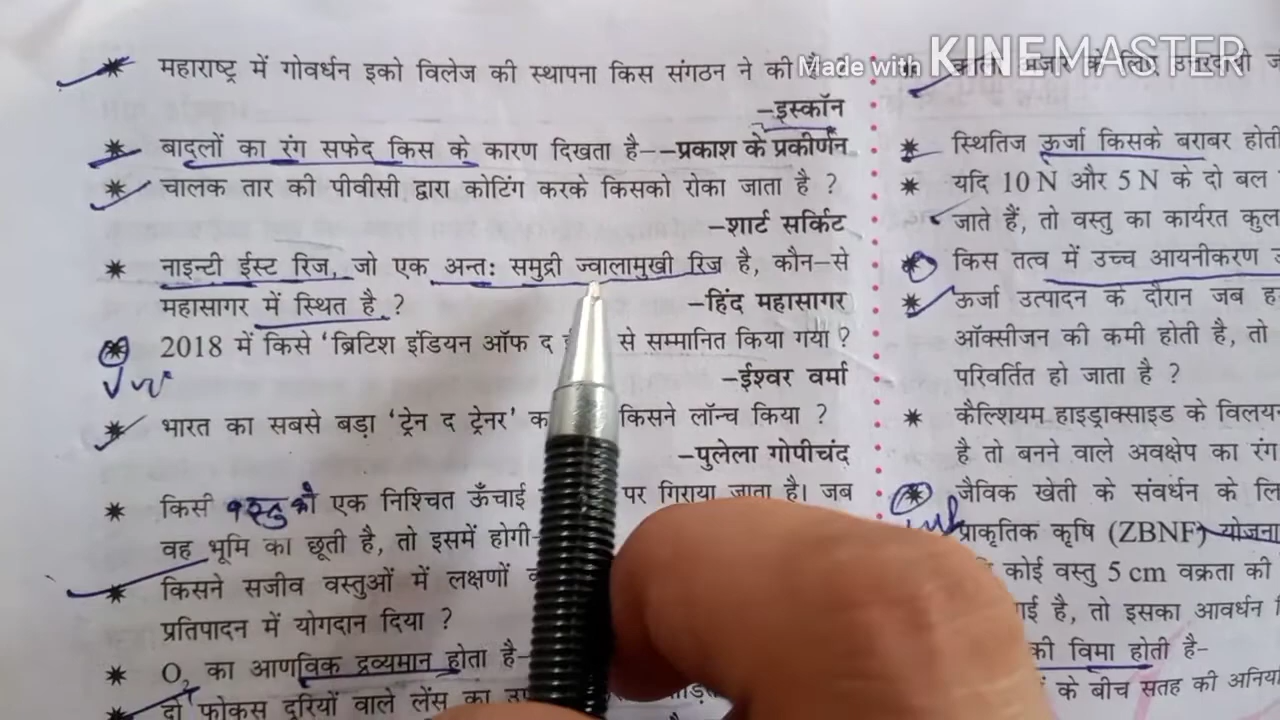 Made with KINEMASTER
* महाराष्ट्र में गोवर्धन इको विलेज की स्थापना किस संगठन ने की
–इस्कॉन
* बादलों का रंग सफेद किस के कारण दिखता है–-प्रकाश के प्रकीर्णन
* चालक तार की पीवीसी द्वारा कोटिंग करके किसको रोका जाता है ?
–शार्ट सर्किट
* नाइन्टी ईस्ट रिज, जो एक अन्त: समुद्री ज्वालामुखी रिज है, कौन–से
महासागर में स्थित है ?
–हिंद महासागर
* 2018 में किसे 'ब्रिटिश इंडियन ऑफ द से सम्मानित किया गया ?
–ईश्वर वर्मा
* भारत का सबसे बड़ा 'ट्रेन द ट्रेनर' किसने लॉन्च किया ?
–पुलेला गोपीचंद
* किसी वस्तु को एक निश्चित ऊँचाई पर गिराया जाता है। जब
वह भूमि का छूती है, तो इसमें होगी–
* किसने सजीव वस्तुओं में लक्षणों
प्रतिपादन में योगदान दिया ?
* O2 का आणविक द्रव्यमान होता है–
* दो फोकस दूरियों वाले लेंस का
के लिए उत्तरदायी
* स्थितिज ऊर्जा किसके बराबर होती
* यदि 10 N और 5 N के दो बल
जाते हैं, तो वस्तु का कार्यरत कुल
* किस तत्व में उच्च आयनीकरण
* ऊर्जा उत्पादन के दौरान जब ह
ऑक्सीजन की कमी होती है, तो
परिवर्तित हो जाता है ?
* कैल्शियम हाइड्राक्साइड के विलय
है तो बनने वाले अवक्षेप का रंग
* जैविक खेती के संवर्धन के लि
प्राकृतिक कृषि (ZBNF) योजना
कोई वस्तु 5 cm वक्रता की
है, तो इसका आवर्धन
की विमा होती है–
के बीच सतह की अनिय